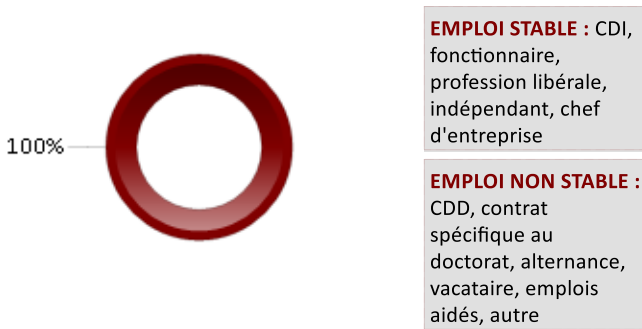 100%
EMPLOI STABLE : CDI,
fonctionnaire,
profession libérale,
indépendant, chef
d'entreprise
EMPLOI NON STABLE :
CDD, contrat
spécifique au
doctorat, alternance,
vacataire, emplois
aidés, autre